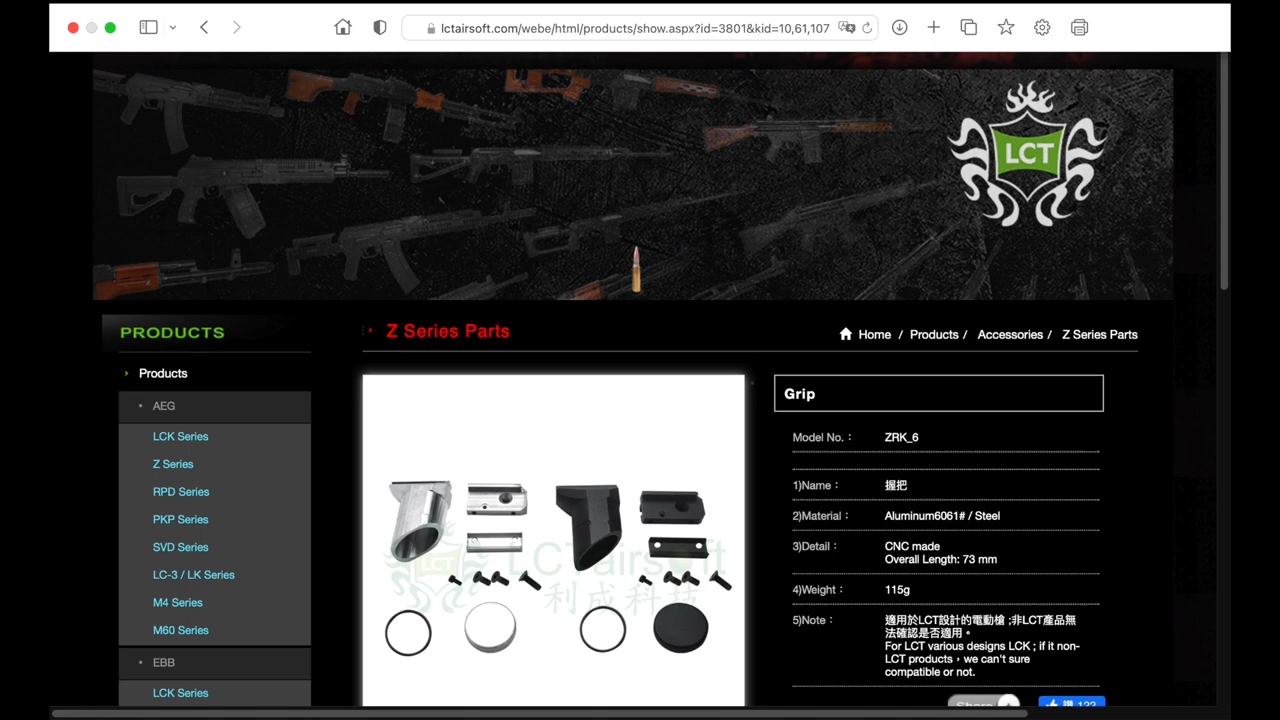 lctairsoft.com/webe/html/products/show.aspx?id=3801&kid=10,61,107
LCT
PRODUCTS
Products
AEG
LCK Series
Z Series
RPD Series
PKP Series
SVD Series
LC-3 / LK Series
M4 Series
M60 Series
EBB
LCK Series
Z Series Parts
Home / Products / Accessories / Z Series Parts
LCT LCTairsoft
利成科技
Grip
Model No.： ZRK_6
1)Name： 握把
2)Material： Aluminum6061# / Steel
3)Detail： CNC made
Overall Length: 73 mm
4)Weight： 115g
5)Note： 適用於LCT設計的電動槍 ;非LCT產品無
法確認是否適用。
For LCT various designs LCK ; if it non-
LCT products，we can't sure
compatible or not.
Share
讚 122